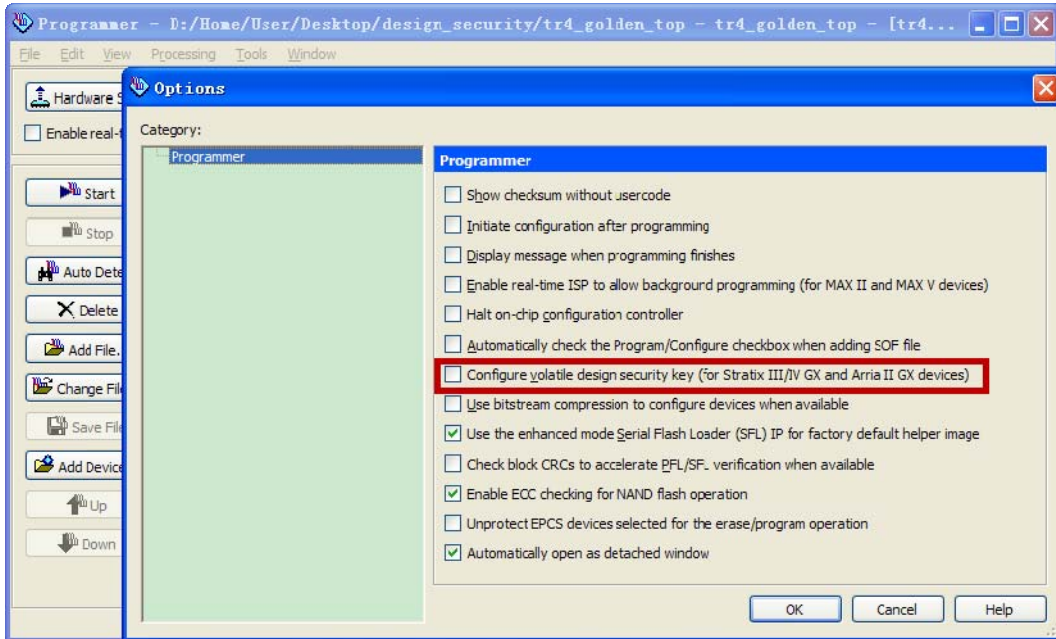 Programmer - D:/Home/User/Desktop/design_security/tr4_golden_top - tr4_golden_top - [tr4...
File Edit View Processing Tools Window
Hardware S
Enable real-t
Start
Stop
Auto Dete
Delete
Add File.
Change File
Save File
Add Device
Up
Down
Options
Category:
Programmer
Programmer
Show checksum without usercode
Initiate configuration after programming
Display message when programming finishes
Enable real-time ISP to allow background programming (for MAX II and MAX V devices)
Halt on-chip configuration controller
Automatically check the Program/Configure checkbox when adding SOF file
Configure volatile design security key (for Stratix III/IV GX and Arria II GX devices)
Use bitstream compression to configure devices when available
Use the enhanced mode Serial Flash Loader (SFL) IP for factory default helper image
Check block CRCs to accelerate PFL/SFL verification when available
Enable ECC checking for NAND flash operation
Unprotect EPCS devices selected for the erase/program operation
Automatically open as detached window
OK Cancel Help